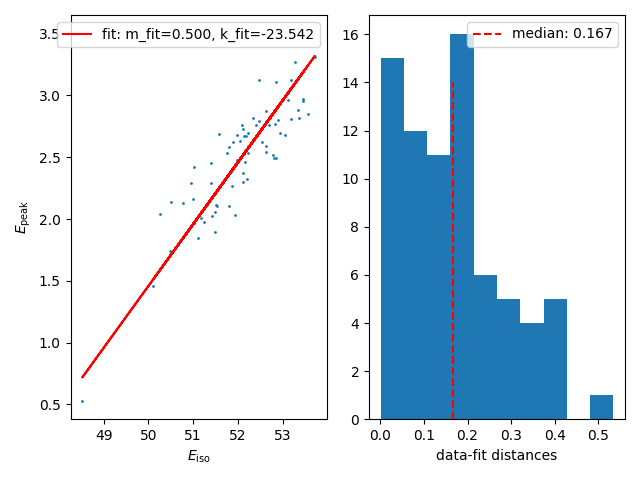 fit: m_fit=0.500, k_fit=-23.542
3.5
3.0
2.5
2.0
1.5
1.0
0.5
E_peak
49 50 51 52 53
E_iso
median: 0.167
16
14
12
10
8
6
4
2
0
0.0 0.1 0.2 0.3 0.4 0.5
data-fit distances